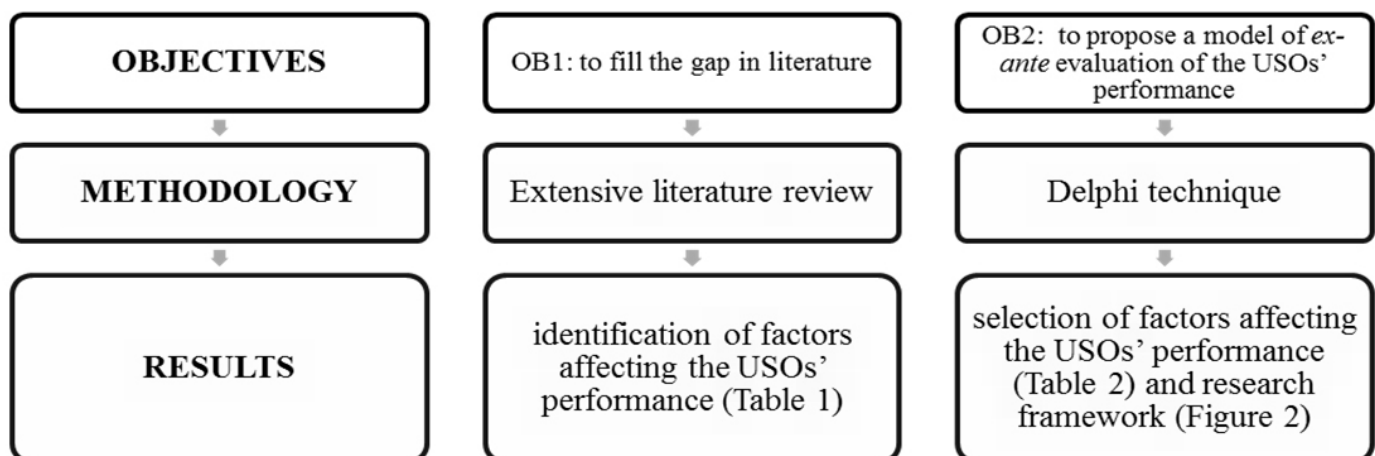 OBJECTIVES
OB1: to fill the gap in literature
OB2: to propose a model of ex-
ante evaluation of the USOs’
performance
METHODOLOGY
Extensive literature review
Delphi technique
RESULTS
identification of factors
affecting the USOs’
performance (Table 1)
selection of factors affecting
the USOs’ performance
(Table 2) and research
framework (Figure 2)